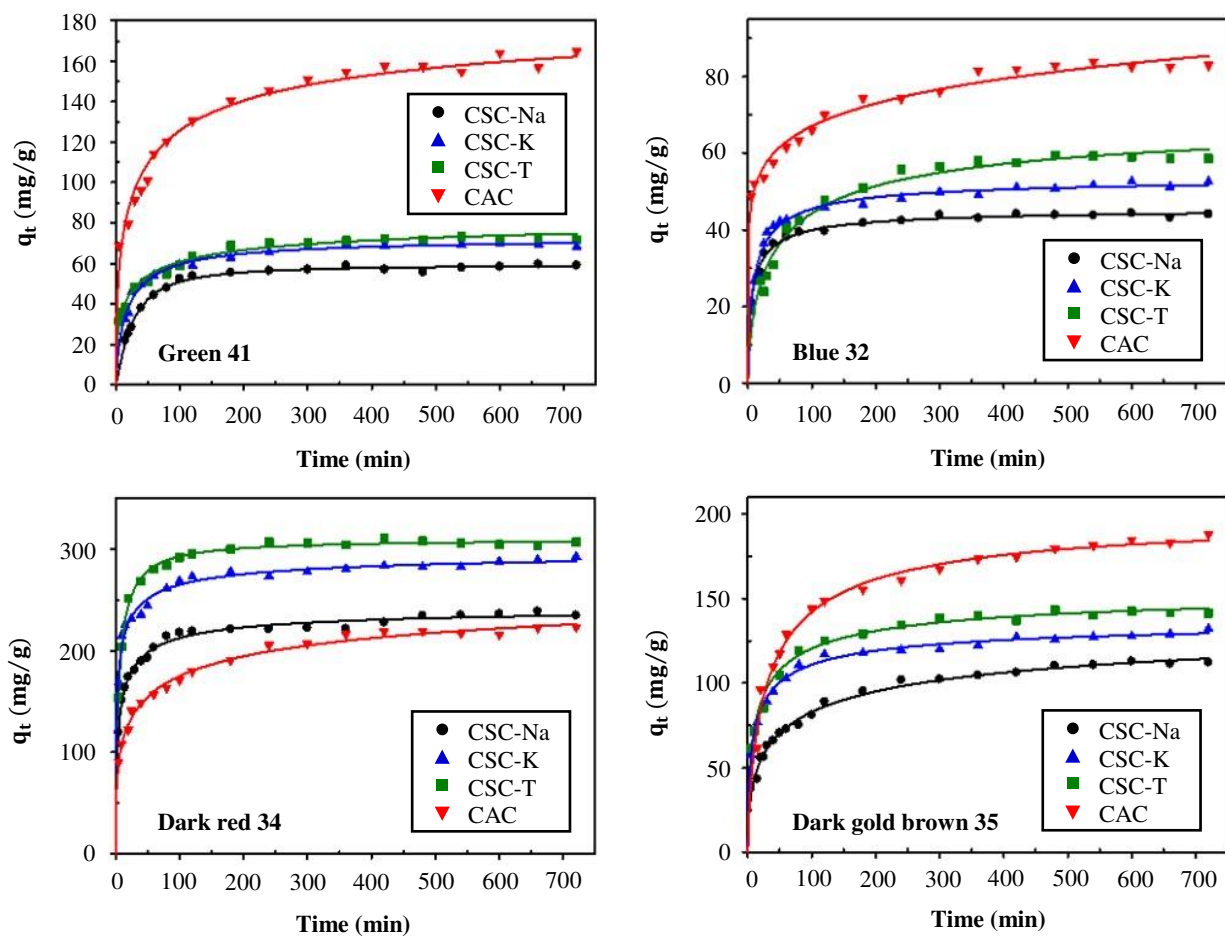 180
160
140
120
100
80
60
40
20
0
q_t (mg/g)
CSC-Na
CSC-K
CSC-T
CAC
Green 41
0 100 200 300 400 500 600 700
Time (min)
80
60
40
20
0
q_t (mg/g)
CSC-Na
CSC-K
CSC-T
CAC
Blue 32
0 100 200 300 400 500 600 700
Time (min)
300
200
100
0
q_t (mg/g)
CSC-Na
CSC-K
CSC-T
CAC
Dark red 34
0 100 200 300 400 500 600 700
Time (min)
200
150
100
50
0
q_t (mg/g)
CSC-Na
CSC-K
CSC-T
CAC
Dark gold brown 35
0 100 200 300 400 500 600 700
Time (min)